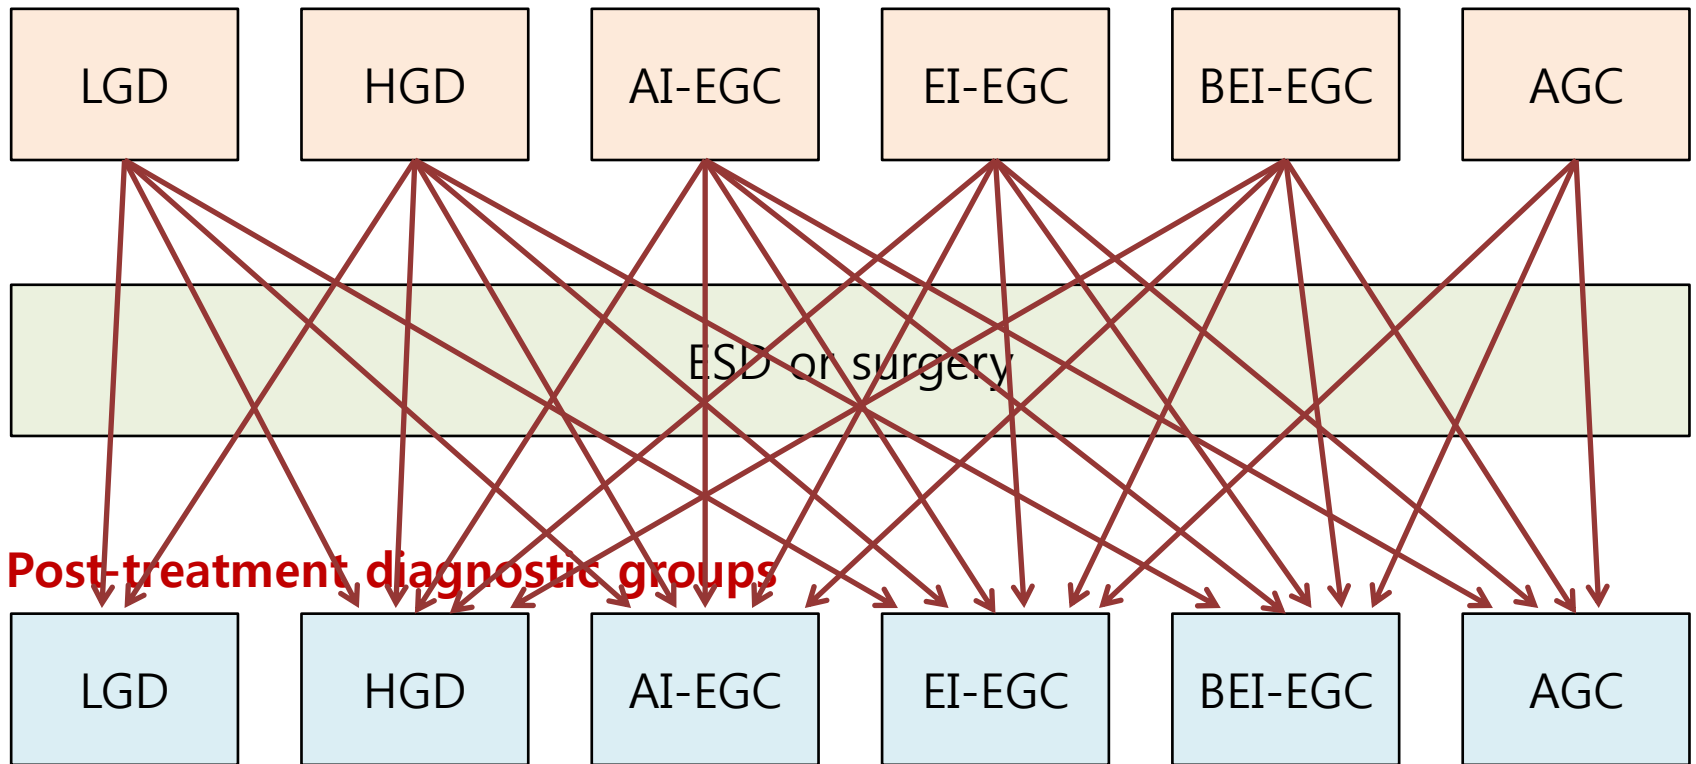 LGD HGD AI-EGC EI-EGC BEI-EGC AGC
ESD or surgery
Post-treatment diagnostic groups
LGD HGD AI-EGC EI-EGC BEI-EGC AGC